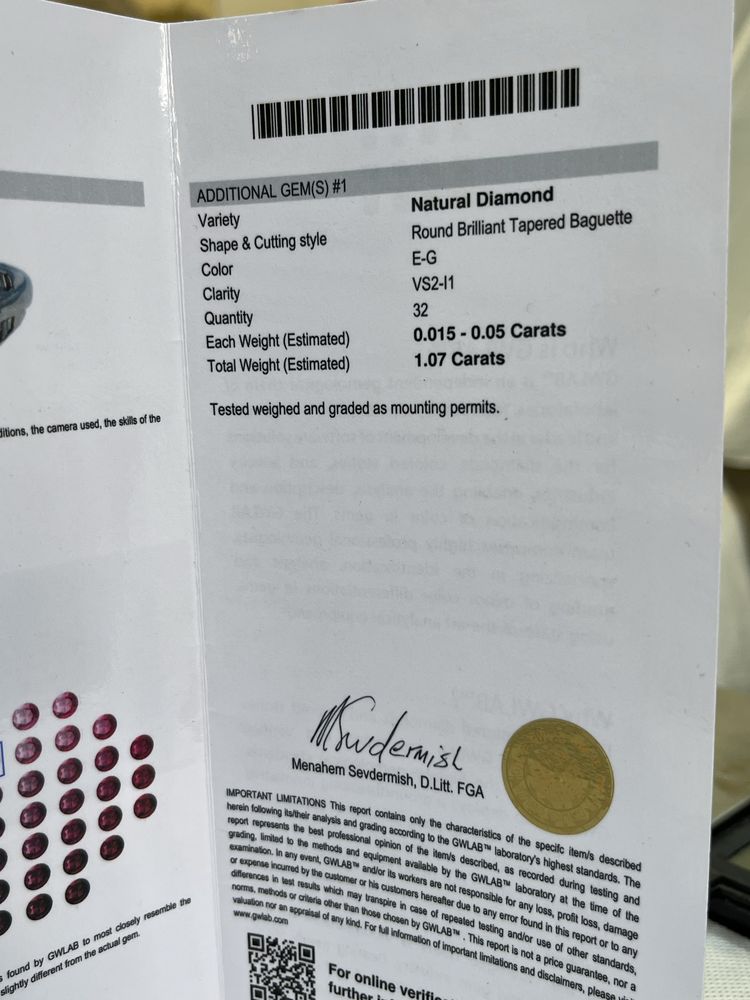 ADDITIONAL GEM(S) #1
Variety Natural Diamond
Shape & Cutting style Round Brilliant Tapered Baguette
Color E-G
Clarity VS2-I1
Quantity 32
Each Weight (Estimated) 0.015 - 0.05 Carats
Total Weight (Estimated) 1.07 Carats
Tested weighed and graded as mounting permits.
ditions, the camera used, the skills of the
found by GWLAB to most closely resemble the
slightly different from the actual gem.
MSevdermish
Menahem Sevdermish, D.Litt. FGA
IMPORTANT LIMITATIONS This report contains only the characteristics of the specifc item/s described
herein following its/their analysis and grading according to the GWLAB™ laboratory's highest standards. The
report represents the best professional opinion of the item/s described, as recorded during testing and
grading, limited to the methods and equipment available by the GWLAB™ laboratory at the time of the
examination. In any event, GWLAB™ and/or its workers are not responsible for any loss, profit loss, damage
or expense incurred by the customer or his customers hereafter due to any error found in this report or to any
differences in test results which may transpire in case of repeated testing and/or use of other standards,
norms, methods or criteria other than those chosen by GWLAB™. This report is not a price guarantee, nor a
valuation nor an appraisal of any kind. For full information of important limitations and disclaimers, please
www.gwlab.com
For online
further